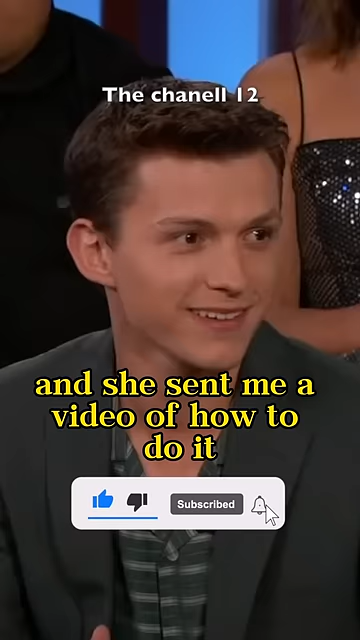 The chanell 12
and she sent me a
video of how to
do it
Subscribed